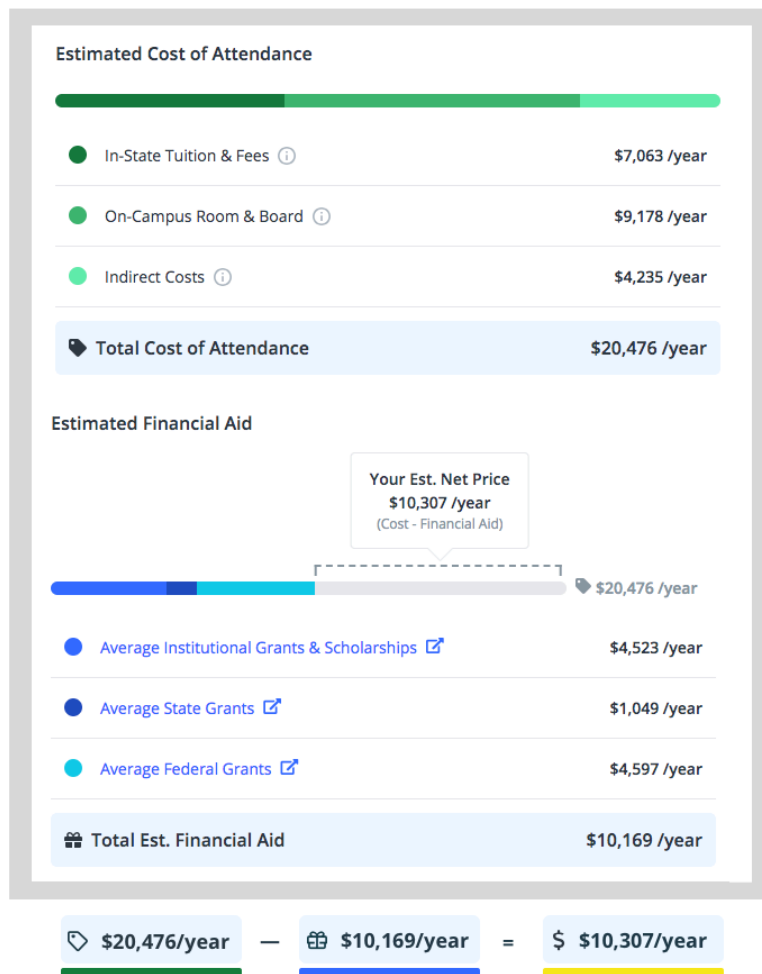 Estimated Cost of Attendance
In-State Tuition & Fees
$7,063 /year
On-Campus Room & Board
$9,178 /year
Indirect Costs
$4,235 /year
Total Cost of Attendance
$20,476 /year
Estimated Financial Aid
Your Est. Net Price
$10,307 /year
(Cost - Financial Aid)
$20,476 /year
Average Institutional Grants & Scholarships
$4,523 /year
Average State Grants
$1,049 /year
Average Federal Grants
$4,597 /year
Total Est. Financial Aid
$10,169 /year
$20,476/year — $10,169/year = $ $10,307/year